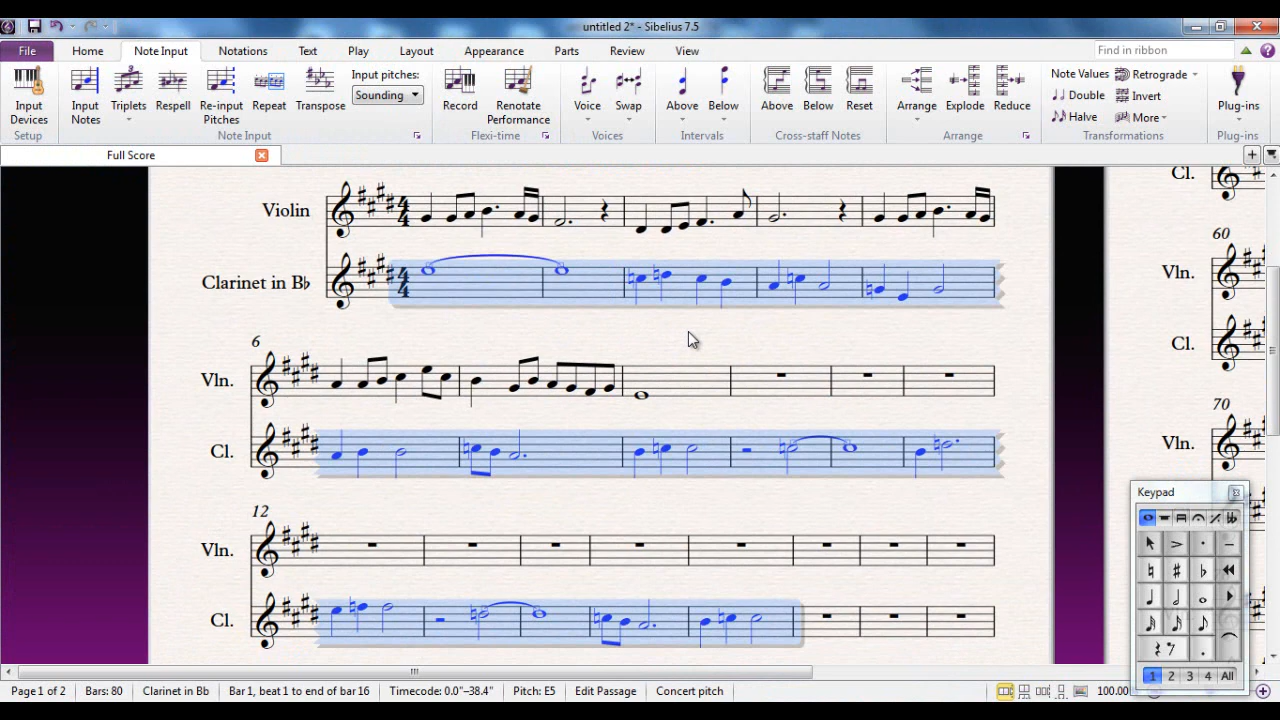 untitled 2* - Sibelius 7.5
File Home Note Input Notations Text Play Layout Appearance Parts Review View Find in ribbon
Input Devices
Input Notes
Triplets
Respell
Re-input Pitches
Repeat
Transpose
Input pitches:
Sounding
Record
Renotate Performance
Voice
Swap
Above
Below
Above
Below
Reset
Arrange
Explode
Reduce
Note Values
Double
Halve
Retrograde
Invert
More
Plug-ins
Setup Note Input Flexi-time Voices Intervals Cross-staff Notes Arrange Transformations Plug-ins
Full Score
Violin
Clarinet in B♭
6
Vln.
Cl.
12
Vln.
Cl.
Cl.
60
Vln.
Cl.
70
Vln.
Keypad
1 2 3 4 All
Page 1 of 2 Bars: 80 Clarinet in Bb Bar 1, beat 1 to end of bar 16 Timecode: 0.0"–38.4" Pitch: E5 Edit Passage Concert pitch 100.00